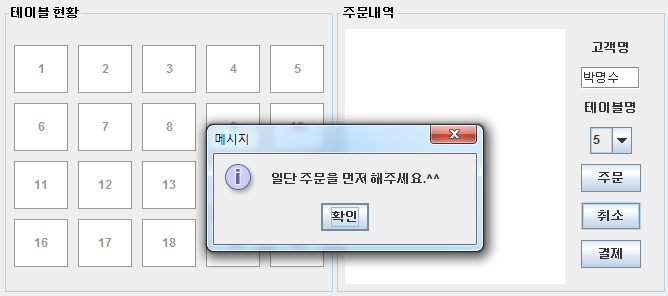 테이블 현황
1 2 3 4 5
6 7 8
11 12 13
16 17 18
주문내역
고객명
박명수
테이블명
5
주문
취소
결제
메시지
일단 주문을 먼저 해주세요.^^
확인